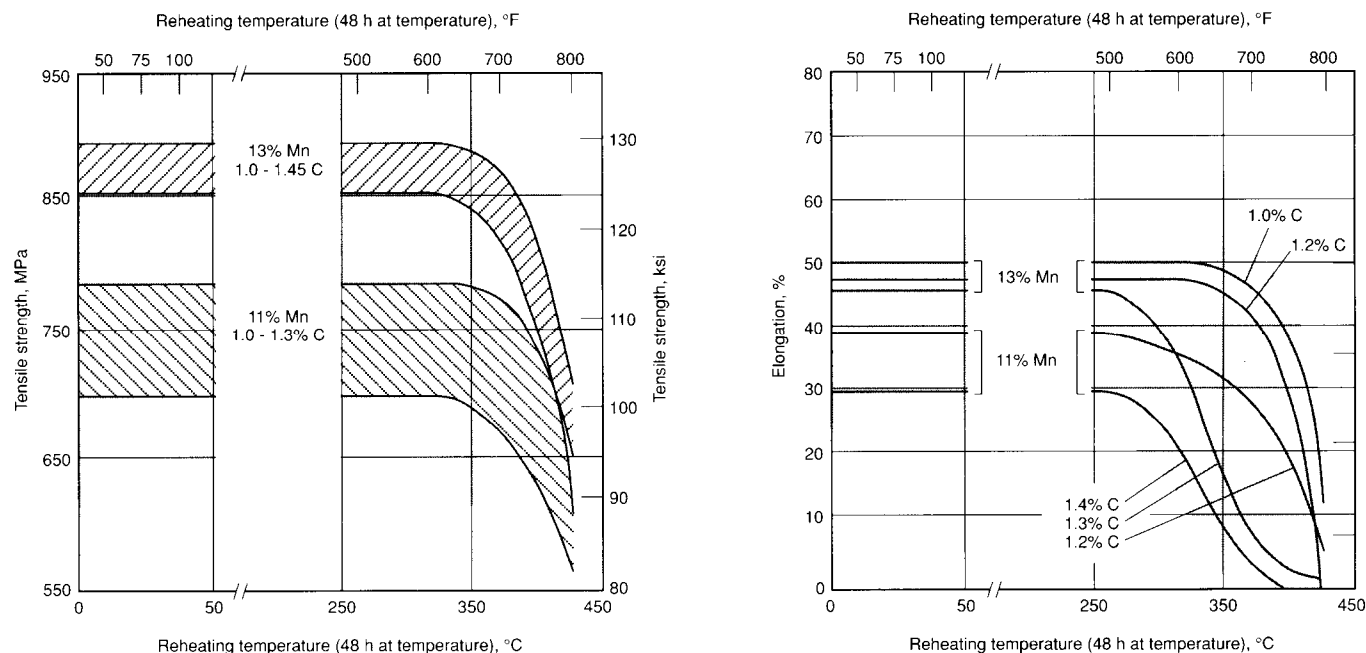 Reheating temperature (48 h at temperature), °F
50 75 100 500 600 700 800
950
850
750
650
550
Tensile strength, MPa
13% Mn
1.0 - 1.45 C
11% Mn
1.0 - 1.3% C
130
120
110
100
90
80
Tensile strength, ksi
0 50 250 350 450
Reheating temperature (48 h at temperature), °C
Reheating temperature (48 h at temperature), °F
50 75 100 500 600 700 800
80
70
60
50
40
30
20
10
0
Elongation, %
1.0% C
1.2% C
13% Mn
11% Mn
1.4% C
1.3% C
1.2% C
0 50 250 350 450
Reheating temperature (48 h at temperature), °C